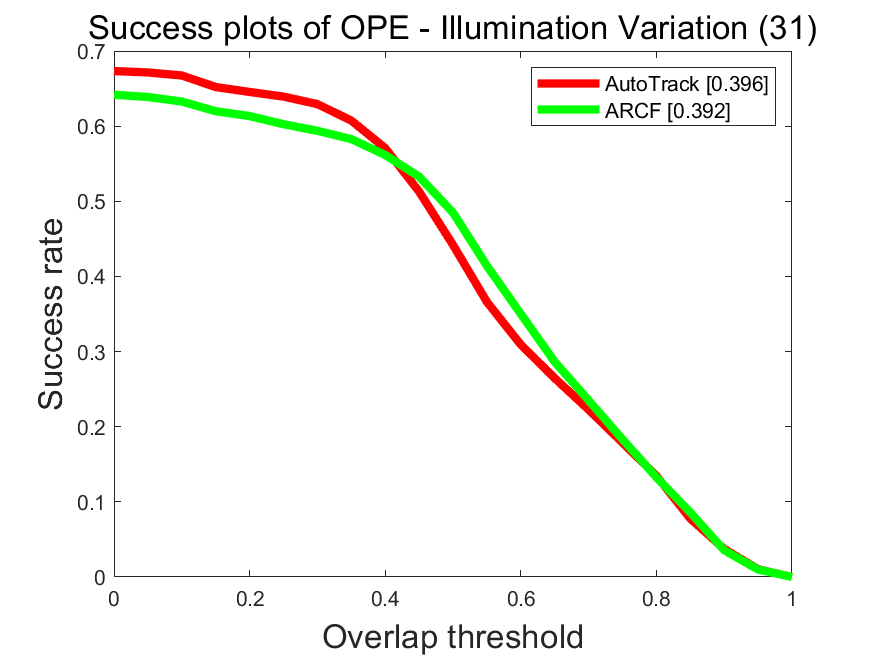 Success plots of OPE - Illumination Variation (31)
0.7
0.6
0.5
0.4
0.3
0.2
0.1
0
Success rate
AutoTrack [0.396]
ARCF [0.392]
0 0.2 0.4 0.6 0.8 1
Overlap threshold